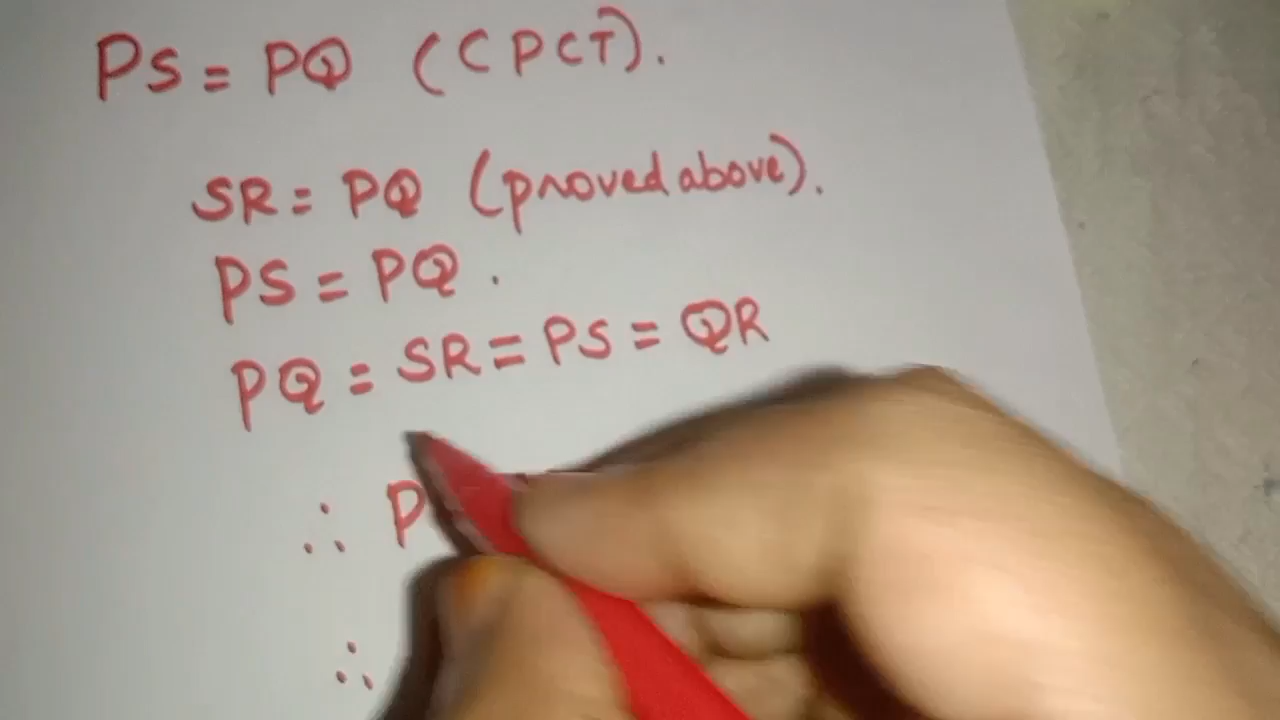 PS = PQ (CPCT).
SR = PQ (proved above).
PS = PQ .
PQ = SR = PS = QR
∴ P
∴